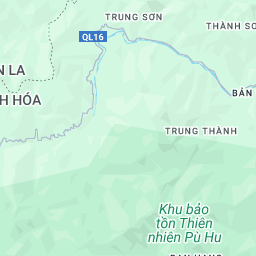 TRUNG SƠN
THÀNH SƠ
QL16
N LA
BẢN
H HÓA
TRUNG THÀNH
Khu bảo
tồn Thiên
nhiên Pù Hu